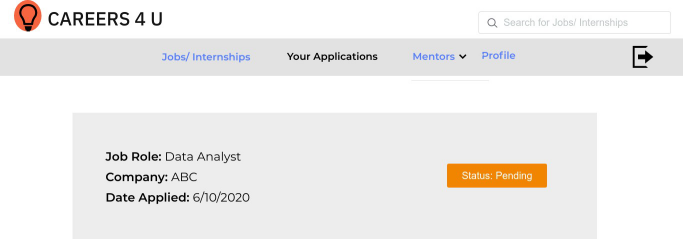 CAREERS 4 U
Search for Jobs/ Internships
Jobs/ Internships Your Applications Mentors Profile
Job Role: Data Analyst
Company: ABC
Status: Pending
Date Applied: 6/10/2020